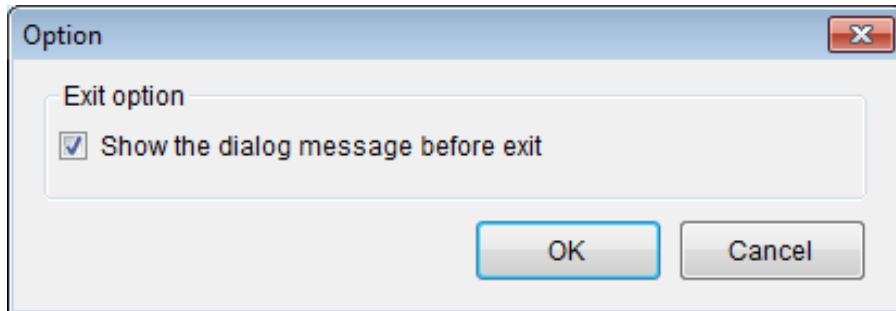 Option
Exit option
Show the dialog message before exit
OK
Cancel